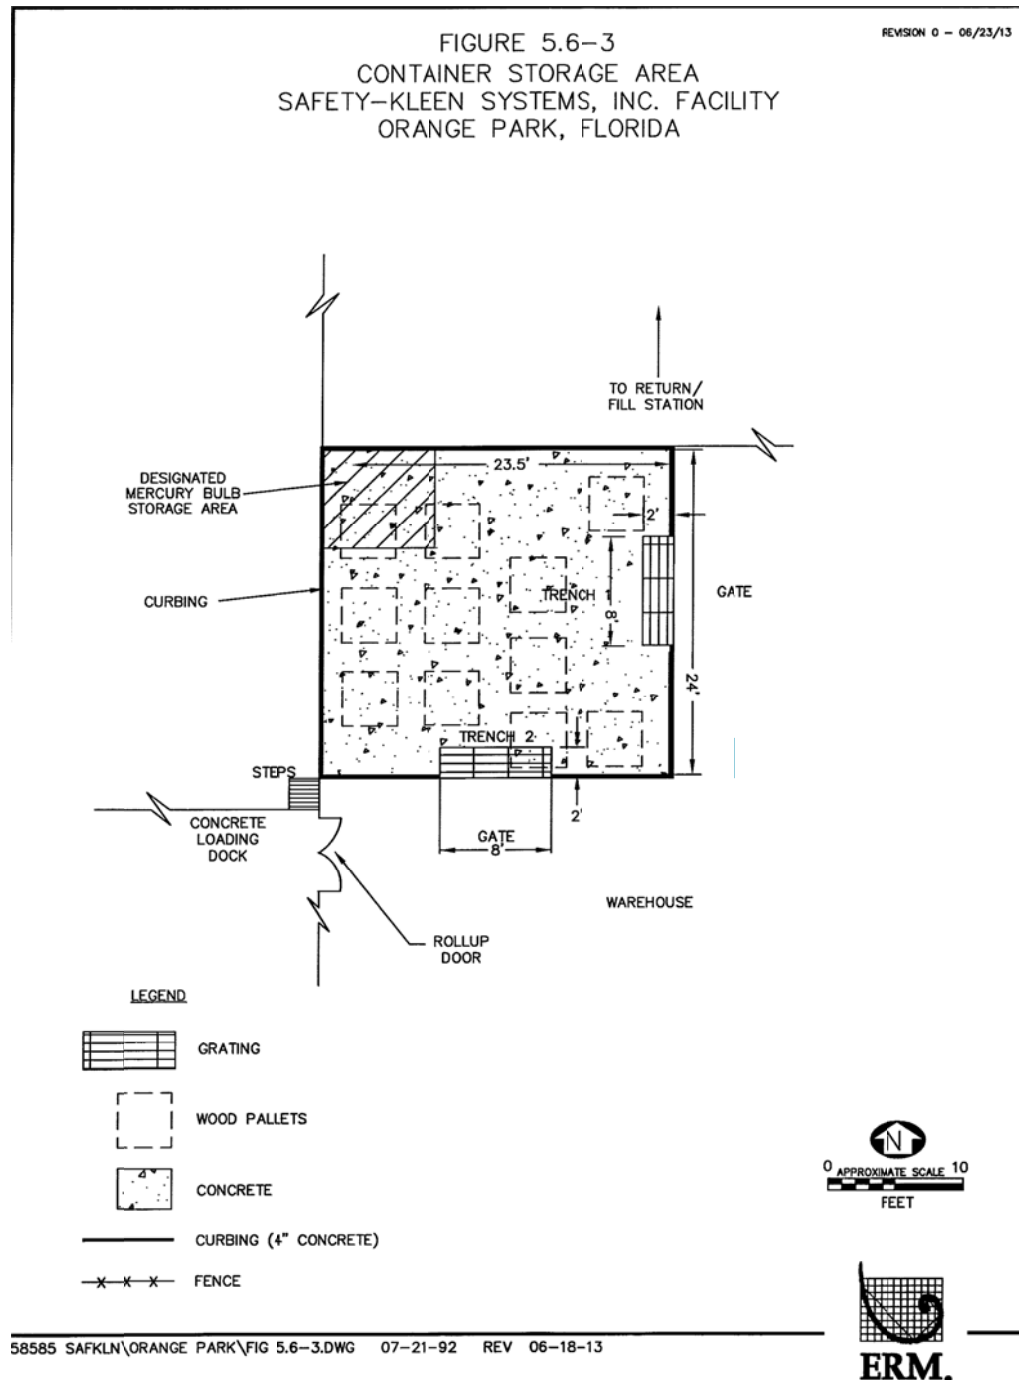 REVISION 0 – 06/23/13
FIGURE 5.6–3
CONTAINER STORAGE AREA
SAFETY–KLEEN SYSTEMS, INC. FACILITY
ORANGE PARK, FLORIDA
TO RETURN/
FILL STATION
23.5'
DESIGNATED
MERCURY BULB
STORAGE AREA
2'
TRENCH 1
GATE
CURBING
8'
24'
TRENCH 2
STEPS
2'
CONCRETE
LOADING
DOCK
GATE
8'
WAREHOUSE
ROLLUP
DOOR
LEGEND
GRATING
WOOD PALLETS
CONCRETE
CURBING (4" CONCRETE)
FENCE
N
0 APPROXIMATE SCALE 10
FEET
58585 SAFKLN\ORANGE PARK\FIG 5.6–3.DWG 07–21–92 REV 06–18–13
ERM.